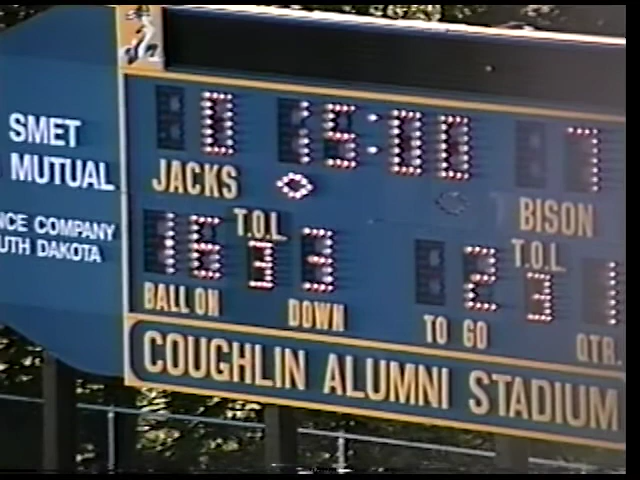 SMET
MUTUAL
NCE COMPANY
UTH DAKOTA
0 15:00 7
JACKS BISON
T.O.L. T.O.L.
16 3 3 2 3 1
BALL ON DOWN TO GO QTR.
COUGHLIN ALUMNI STADIUM